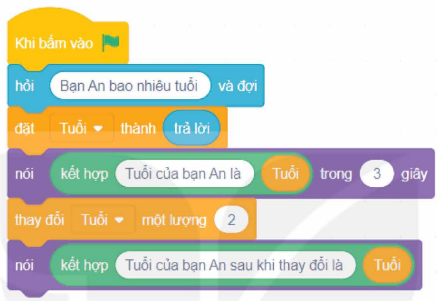 Khi bấm vào
hỏi Bạn An bao nhiêu tuổi và đợi
đặt Tuổi thành trả lời
nói kết hợp Tuổi của bạn An là Tuổi trong 3 giây
thay đổi Tuổi một lượng 2
nói kết hợp Tuổi của bạn An sau khi thay đổi là Tuổi